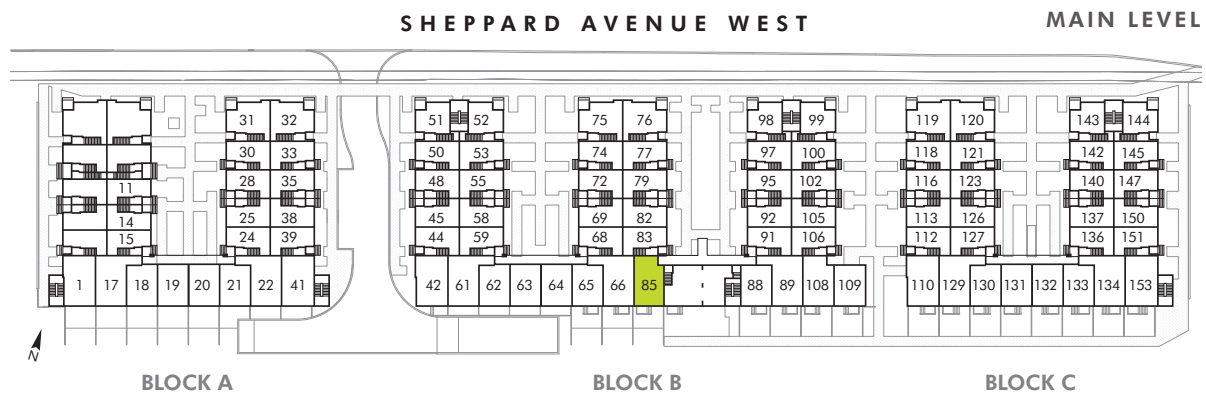 SHEPPARD AVENUE WEST
MAIN LEVEL
31 32 51 52 75 76 98 99 119 120 143 144
30 33 50 53 74 77 97 100 118 121 142 145
11 28 35 48 55 72 79 95 102 116 123 140 147
14 25 38 45 58 69 82 92 105 113 126 137 150
15 24 39 44 59 68 83 91 106 112 127 136 151
1 17 18 19 20 21 22 41 42 61 62 63 64 65 66 85 88 89 108 109 110 129 130 131 132 133 134 153
N
BLOCK A
BLOCK B
BLOCK C